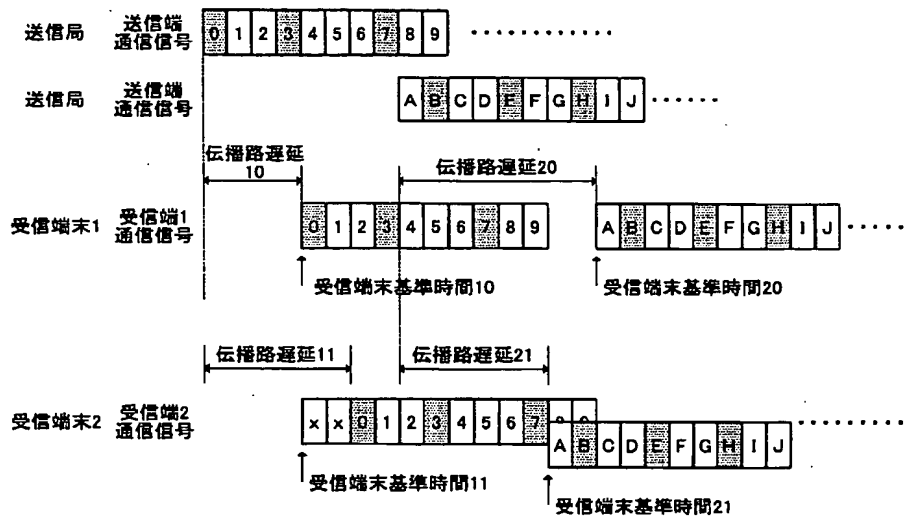 送信局 送信端 通信信号 0 1 2 3 4 5 6 7 8 9 ・・・・・・・・・・・・・
送信局 送信端 通信信号 A B C D E F G H I J ・・・・・・
伝播路遅延10
伝播路遅延20
受信端末1 受信端1 通信信号 0 1 2 3 4 5 6 7 8 9 A B C D E F G H I J ・・・・・
受信端末基準時間10
受信端末基準時間20
伝播路遅延11
伝播路遅延21
受信端末2 受信端2 通信信号 x x 0 1 2 3 4 5 6 7
A B C D E F G H I J ・・・・・・・・・・
受信端末基準時間11
受信端末基準時間21